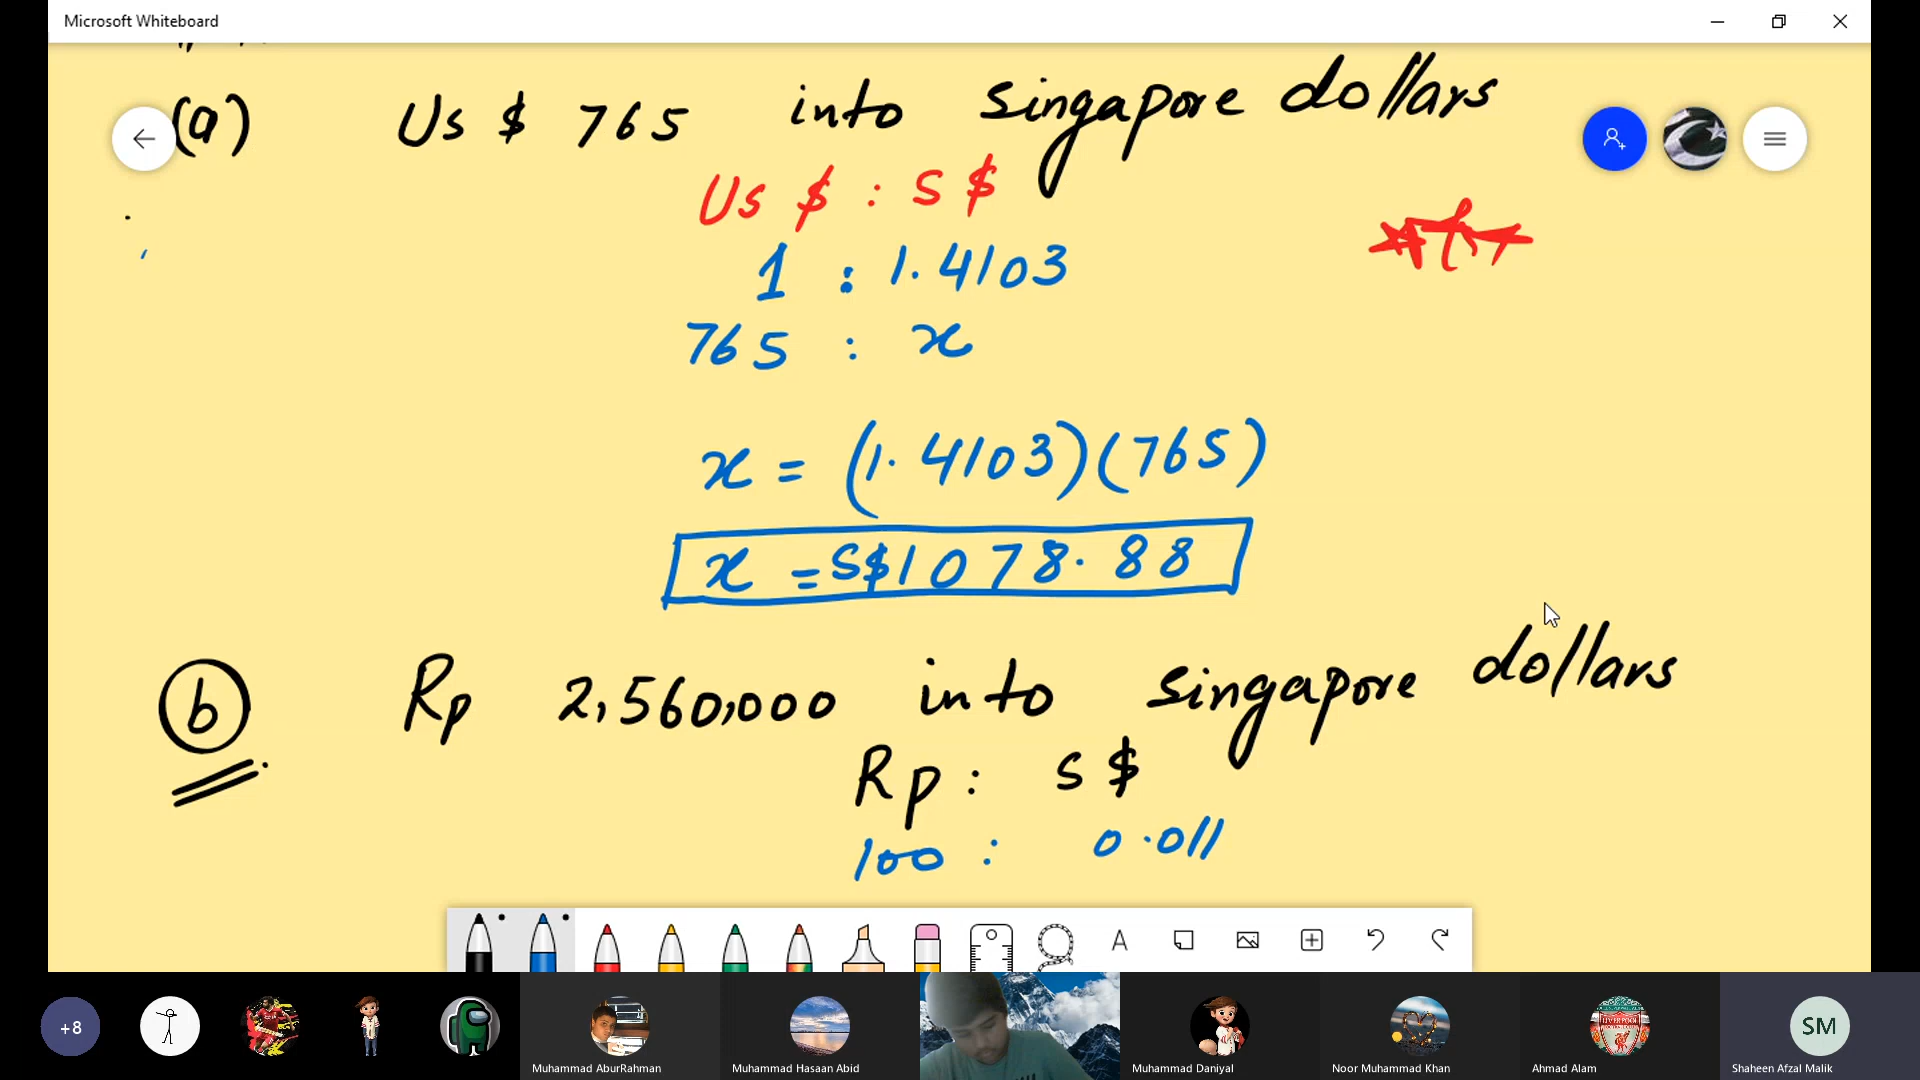 Microsoft Whiteboard
(a) Us $ 765 into singapore dollars
Us $ : S $
1 : 1.4103
765 : x
x = (1.4103)(765)
x = S$1078.88
b Rp 2,560,000 into singapore dollars
Rp : S $
100 : 0.011
A
+8
LIVERPOOL
SM
Muhammad AburRahman
Muhammad Hasaan Abid
Muhammad Daniyal
Noor Muhammad Khan
Ahmad Alam
Shaheen Afzal Malik